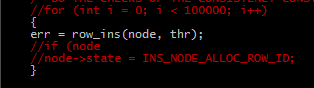 //for (int i = 0; i < 100000; i++)
{
err = row_ins(node, thr);
//if (node
//node->state = INS_NODE_ALLOC_ROW_ID;
}